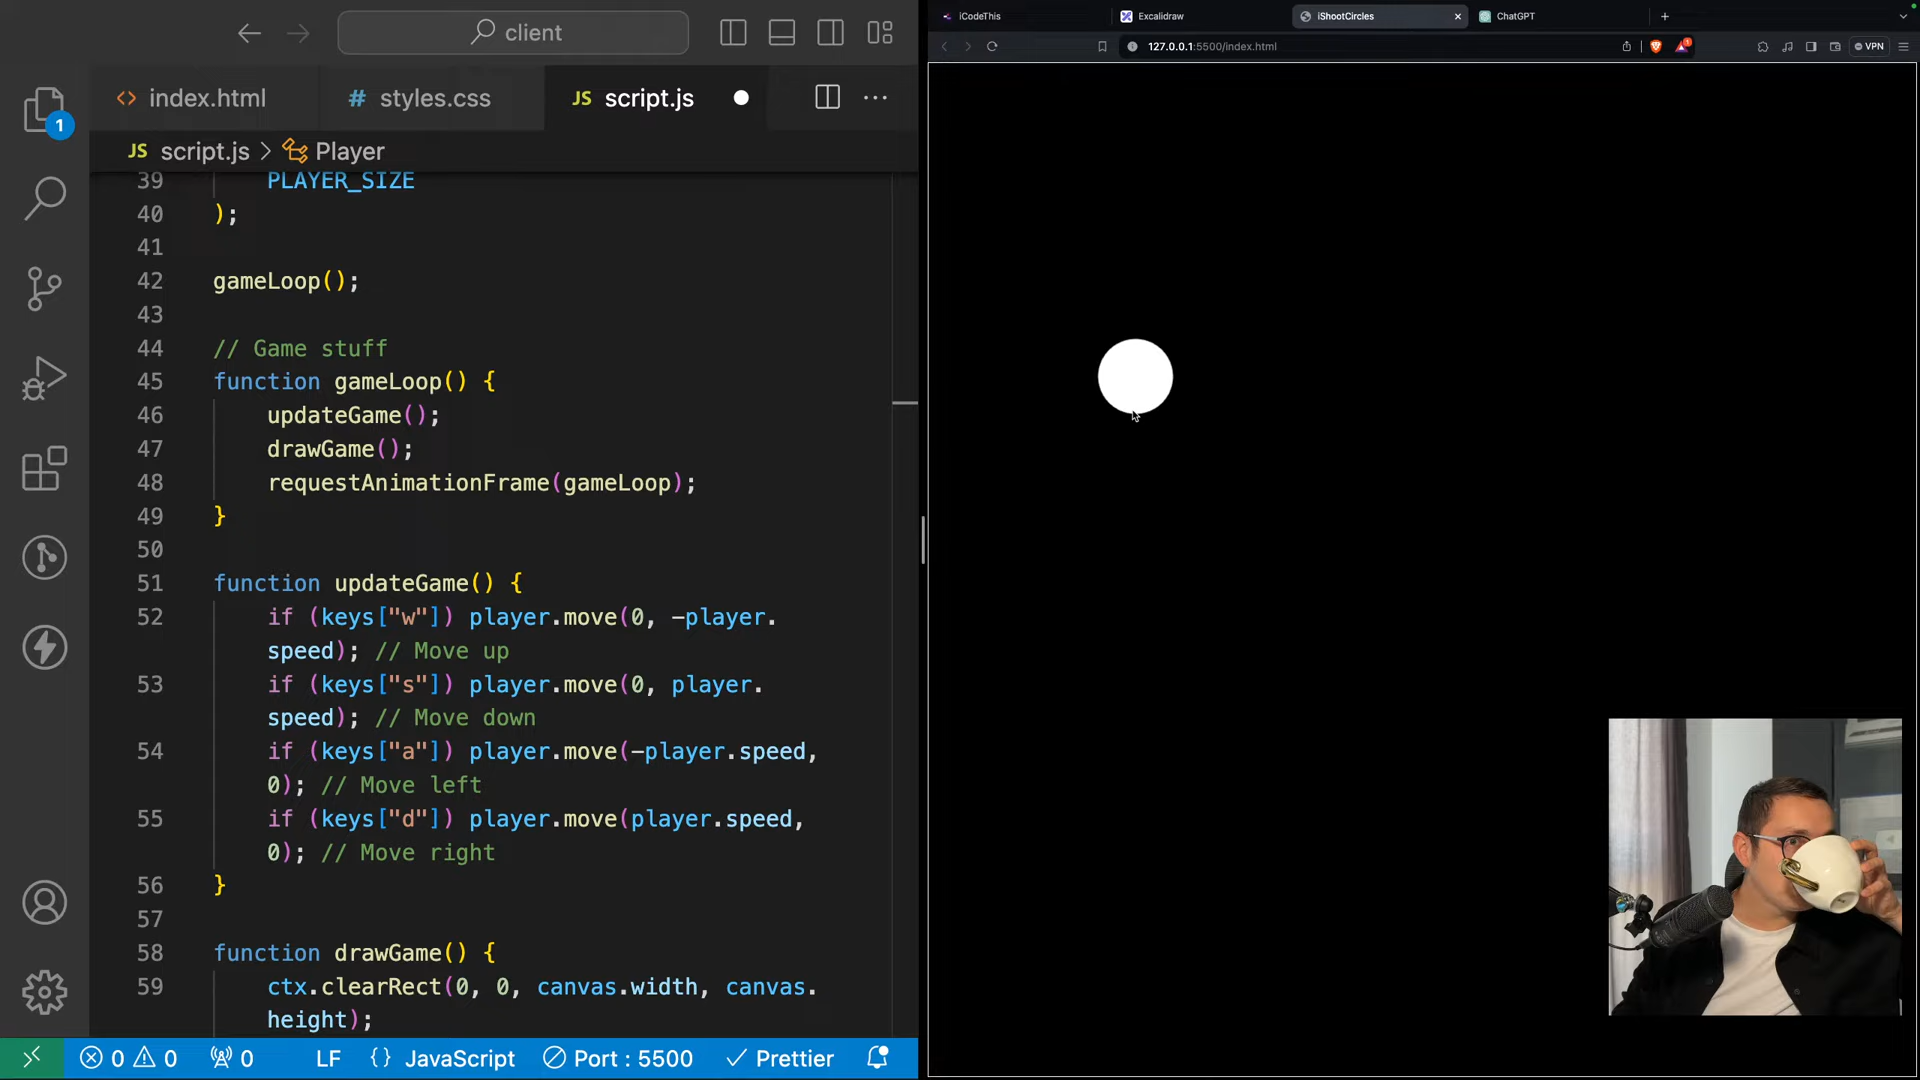 client
iCodeThis
Excalidraw
iShootCircles
ChatGPT
127.0.0.1:5500/index.html
1
VPN
1
index.html
# styles.css
JS script.js
JS script.js > Player
39 PLAYER_SIZE
40 );
41
42 gameLoop();
43
44 // Game stuff
45 function gameLoop() {
46 updateGame();
47 drawGame();
48 requestAnimationFrame(gameLoop);
49 }
50
51 function updateGame() {
52 if (keys["w"]) player.move(0, -player.
speed); // Move up
53 if (keys["s"]) player.move(0, player.
speed); // Move down
54 if (keys["a"]) player.move(-player.speed,
0); // Move left
55 if (keys["d"]) player.move(player.speed,
0); // Move right
56 }
57
58 function drawGame() {
59 ctx.clearRect(0, 0, canvas.width, canvas.
height);
0 0 0 LF {} JavaScript Port : 5500 Prettier